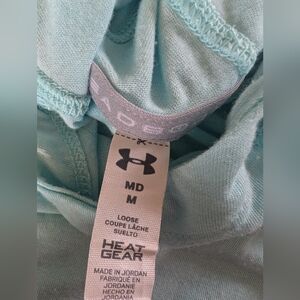 MD
M
LOOSE
COUPE LÂCHE
SUELTO
HEAT
GEAR
MADE IN JORDAN
FABRIQUÉ EN
JORDANIE
HECHO EN
JORDANIA